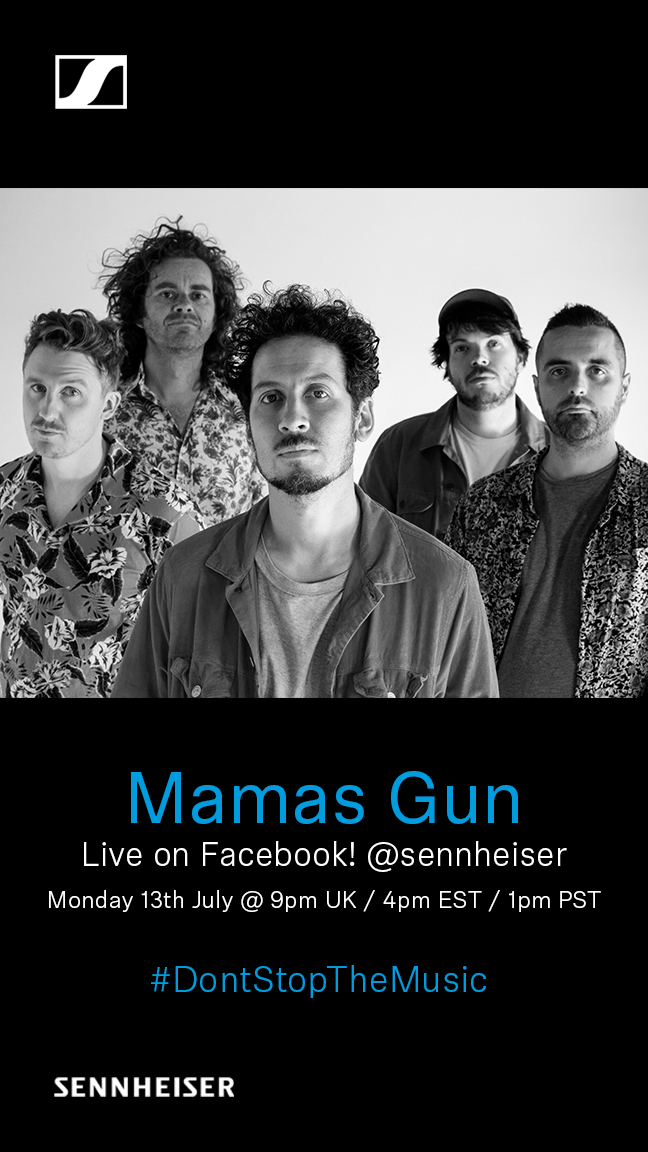 Mamas Gun
Live on Facebook! @sennheiser
Monday 13th July @ 9pm UK / 4pm EST / 1pm PST
#DontStopTheMusic
SENNHEISER